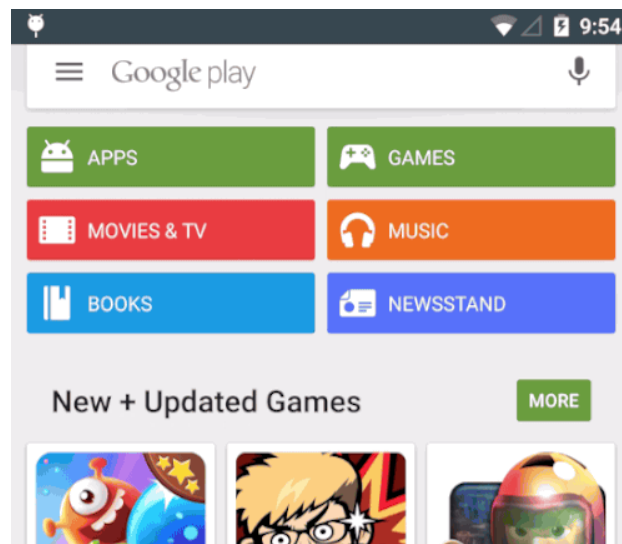 9:54
Google play
APPS
GAMES
MOVIES & TV
MUSIC
BOOKS
NEWSSTAND
New + Updated Games
MORE